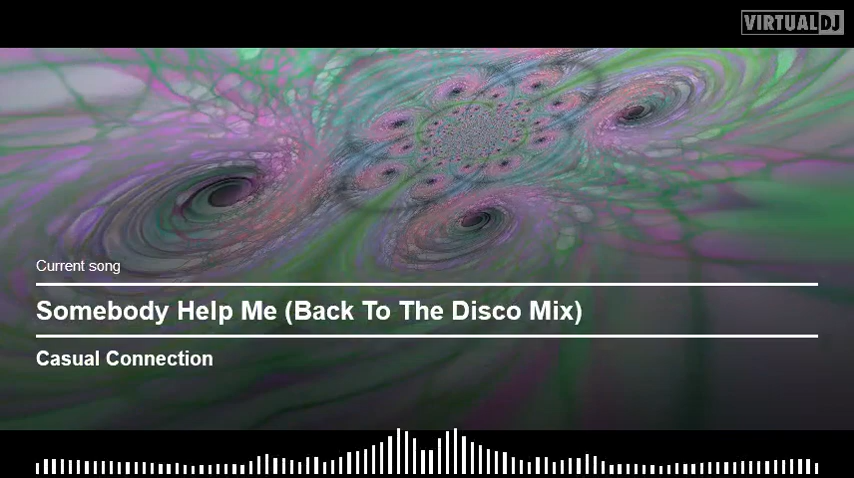 VIRTUALDJ
Current song
Somebody Help Me (Back To The Disco Mix)
Casual Connection